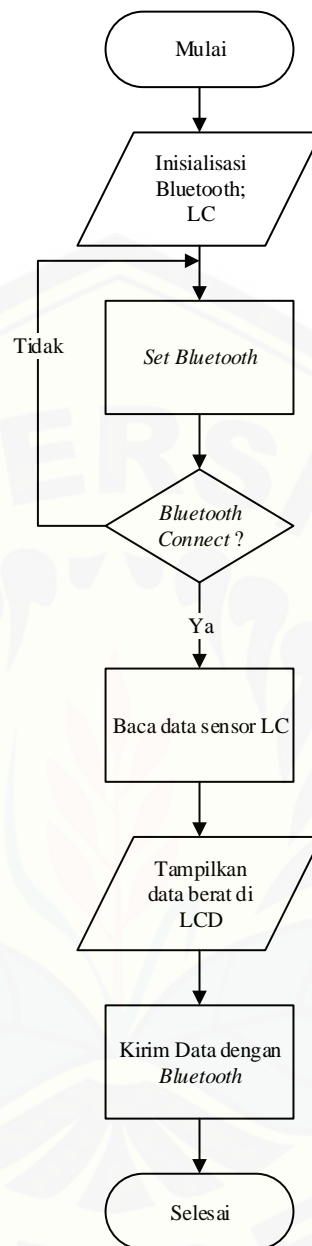 Mulai
Inisialisasi
Bluetooth;
LC
Tidak
Set Bluetooth
Bluetooth
Connect ?
Ya
Baca data sensor LC
Tampilkan
data berat di
LCD
Kirim Data dengan
Bluetooth
Selesai